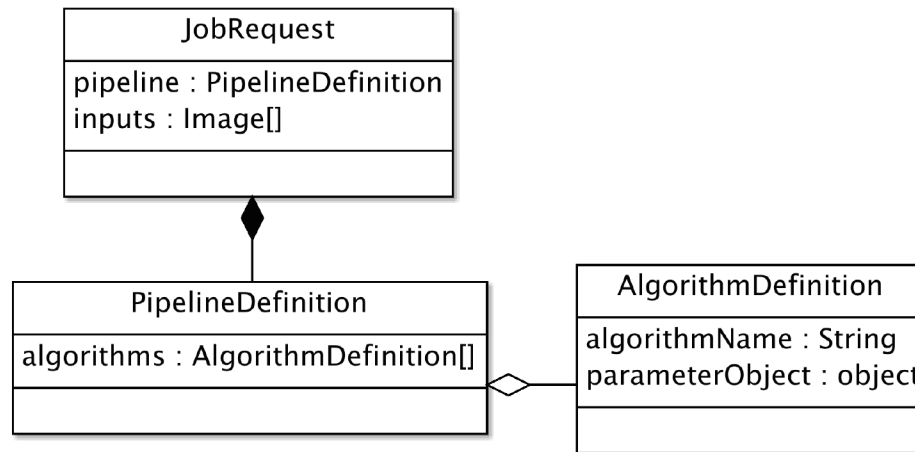 JobRequest
pipeline : PipelineDefinition
inputs : Image[]
PipelineDefinition
algorithms : AlgorithmDefinition[]
AlgorithmDefinition
algorithmName : String
parameterObject : object